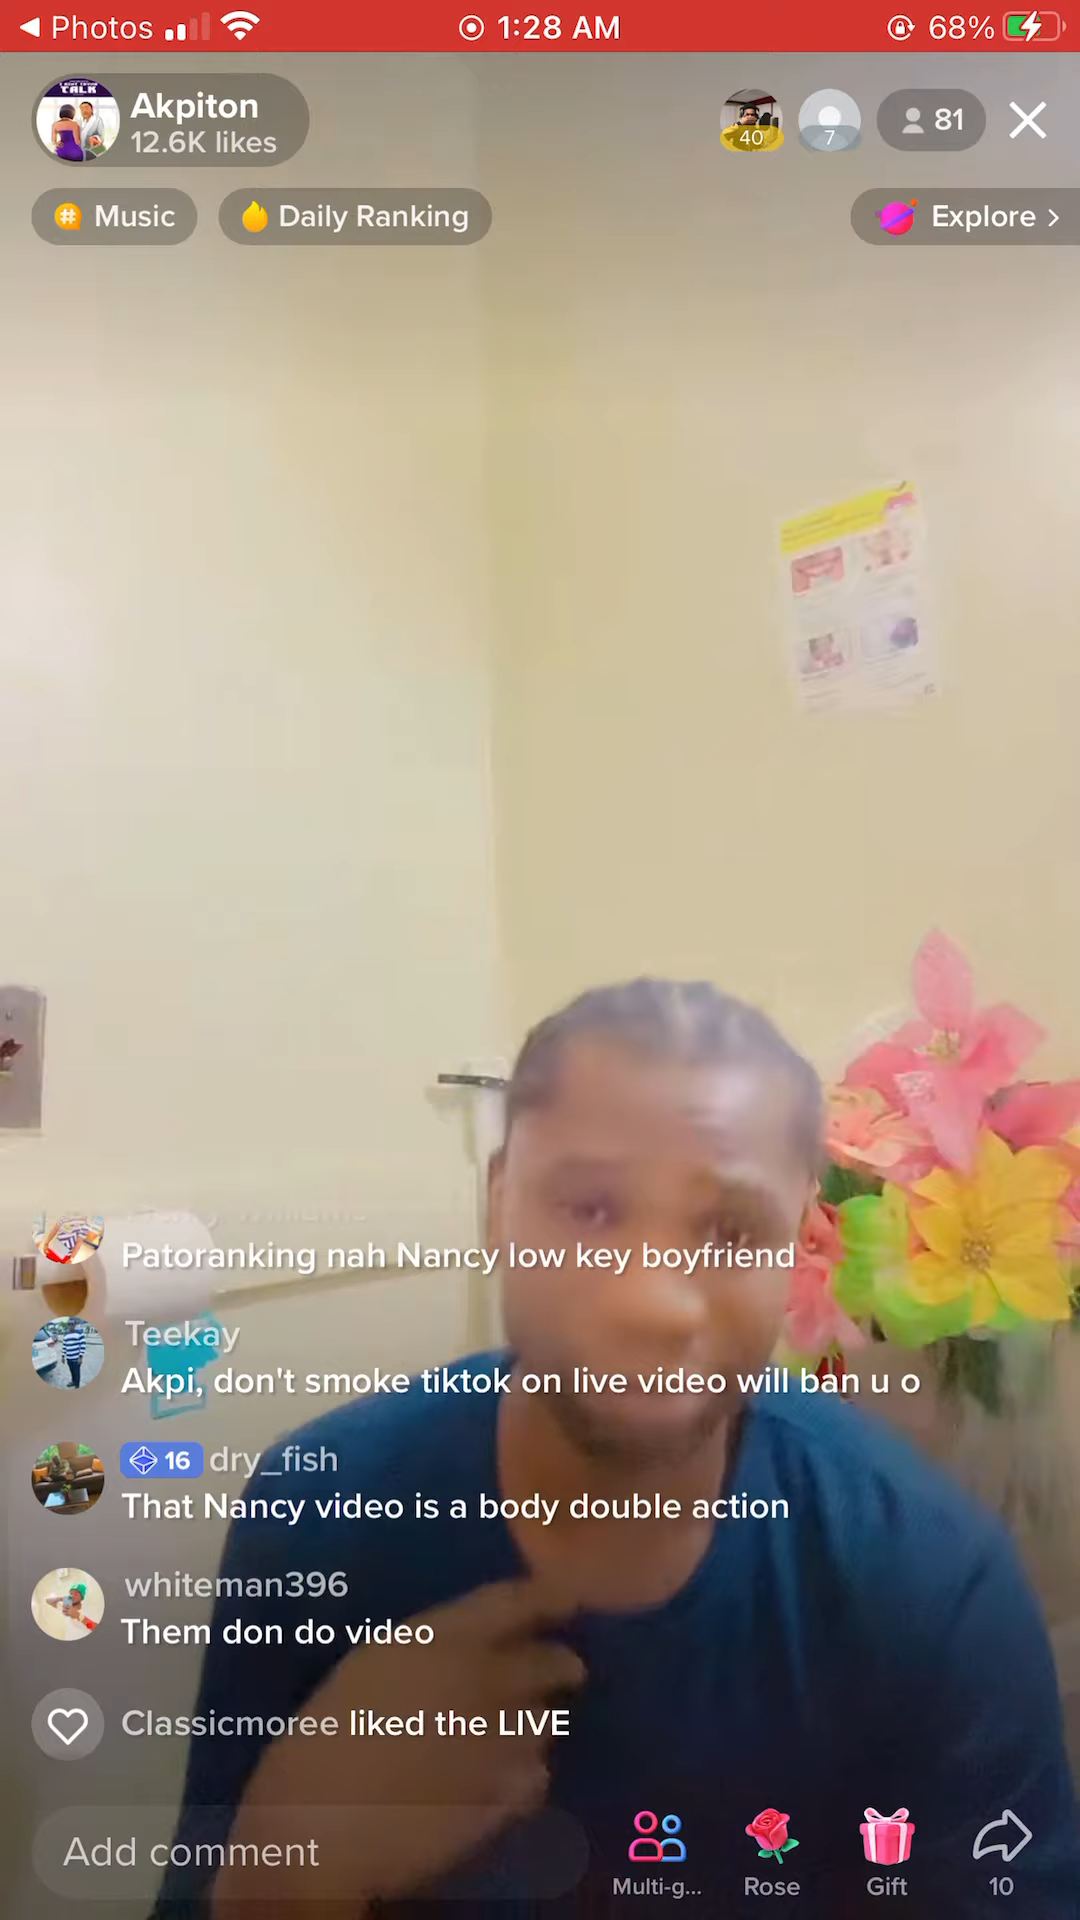 Photos
1:28 AM
68%
TALK
Akpiton
12.6K likes
40
7
81
Music
Daily Ranking
Explore >
Patoranking nah Nancy low key boyfriend
Teekay
Akpi, don't smoke tiktok on live video will ban u o
16 dry_fish
That Nancy video is a body double action
whiteman396
Them don do video
Classicmoree liked the LIVE
Add comment
Multi-g...
Rose
Gift
10